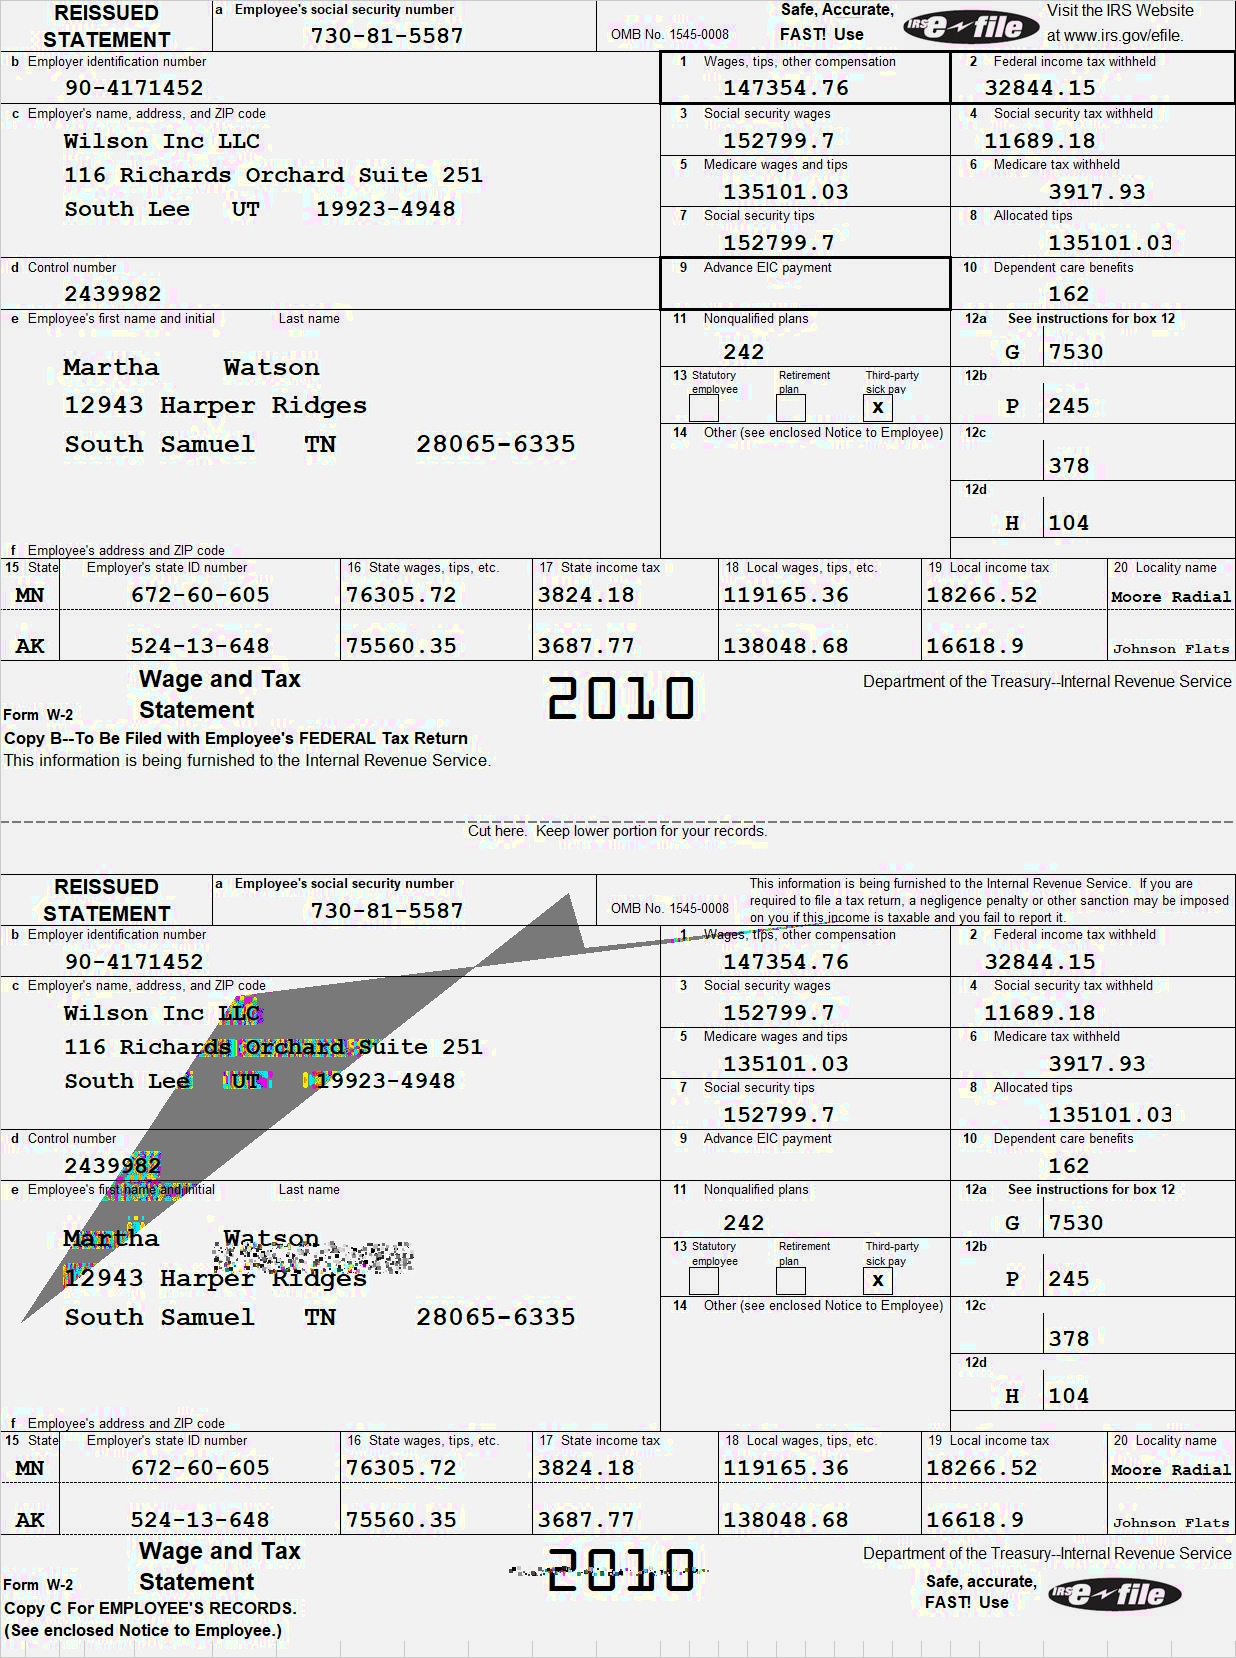 REISSUED STATEMENT
a Employee's social security number
730-81-5587
OMB No. 1545-0008
Safe, Accurate, FAST! Use
IRS e-file
Visit the IRS Website at www.irs.gov/efile.
b Employer identification number
90-4171452
1 Wages, tips, other compensation
147354.76
2 Federal income tax withheld
32844.15
c Employer's name, address, and ZIP code
Wilson Inc LLC
116 Richards Orchard Suite 251
South Lee UT 19923-4948
3 Social security wages
152799.7
4 Social security tax withheld
11689.18
5 Medicare wages and tips
135101.03
6 Medicare tax withheld
3917.93
7 Social security tips
152799.7
8 Allocated tips
135101.03
d Control number
2439982
9 Advance EIC payment
10 Dependent care benefits
162
e Employee's first name and initial Last name
Martha Watson
12943 Harper Ridges
South Samuel TN 28065-6335
11 Nonqualified plans
242
12a See instructions for box 12
G 7530
13 Statutory employee Retirement plan Third-party sick pay
x
12b
P 245
14 Other (see enclosed Notice to Employee)
12c
378
12d
H 104
f Employee's address and ZIP code
15 State Employer's state ID number 16 State wages, tips, etc. 17 State income tax 18 Local wages, tips, etc. 19 Local income tax 20 Locality name
MN 672-60-605 76305.72 3824.18 119165.36 18266.52 Moore Radial
AK 524-13-648 75560.35 3687.77 138048.68 16618.9 Johnson Flats
Form W-2 Wage and Tax Statement
2010
Department of the Treasury--Internal Revenue Service
Copy B--To Be Filed with Employee's FEDERAL Tax Return
This information is being furnished to the Internal Revenue Service.
Cut here. Keep lower portion for your records.
REISSUED STATEMENT
a Employee's social security number
730-81-5587
OMB No. 1545-0008
This information is being furnished to the Internal Revenue Service. If you are
required to file a tax return, a negligence penalty or other sanction may be imposed
on you if this income is taxable and you fail to report it.
b Employer identification number
90-4171452
1 Wages, tips, other compensation
147354.76
2 Federal income tax withheld
32844.15
c Employer's name, address, and ZIP code
Wilson Inc LLC
116 Richards Orchard Suite 251
South Lee UT 19923-4948
3 Social security wages
152799.7
4 Social security tax withheld
11689.18
5 Medicare wages and tips
135101.03
6 Medicare tax withheld
3917.93
7 Social security tips
152799.7
8 Allocated tips
135101.03
d Control number
2439982
9 Advance EIC payment
10 Dependent care benefits
162
e Employee's first name and initial Last name
Martha Watson
12943 Harper Ridges
South Samuel TN 28065-6335
11 Nonqualified plans
242
12a See instructions for box 12
G 7530
13 Statutory employee Retirement plan Third-party sick pay
x
12b
P 245
14 Other (see enclosed Notice to Employee)
12c
378
12d
H 104
f Employee's address and ZIP code
15 State Employer's state ID number 16 State wages, tips, etc. 17 State income tax 18 Local wages, tips, etc. 19 Local income tax 20 Locality name
MN 672-60-605 76305.72 3824.18 119165.36 18266.52 Moore Radial
AK 524-13-648 75560.35 3687.77 138048.68 16618.9 Johnson Flats
Form W-2 Wage and Tax Statement
2010
Department of the Treasury--Internal Revenue Service
Copy C For EMPLOYEE'S RECORDS.
(See enclosed Notice to Employee.)
Safe, accurate, FAST! Use
IRS e-file